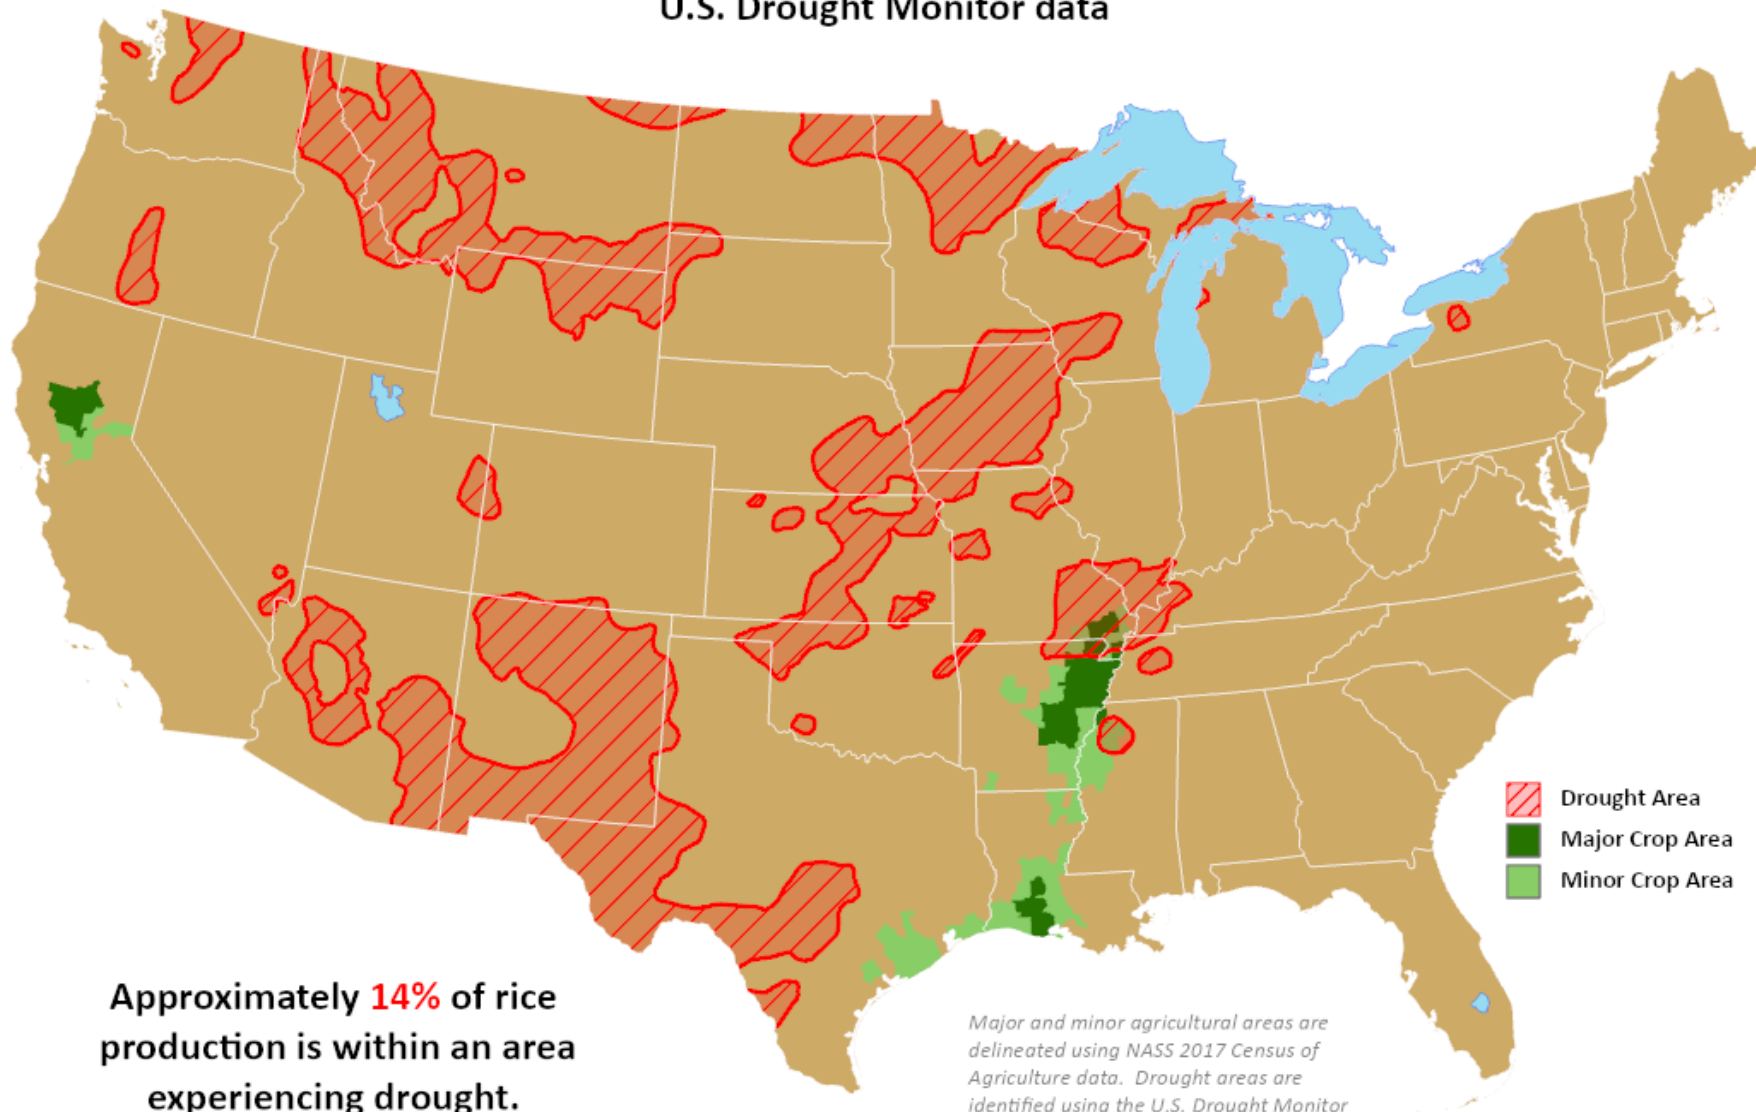 U.S. Drought Monitor data
Drought Area
Major Crop Area
Minor Crop Area
Approximately 14% of rice
production is within an area
experiencing drought.
Major and minor agricultural areas are
delineated using NASS 2017 Census of
Agriculture data. Drought areas are
identified using the U.S. Drought Monitor